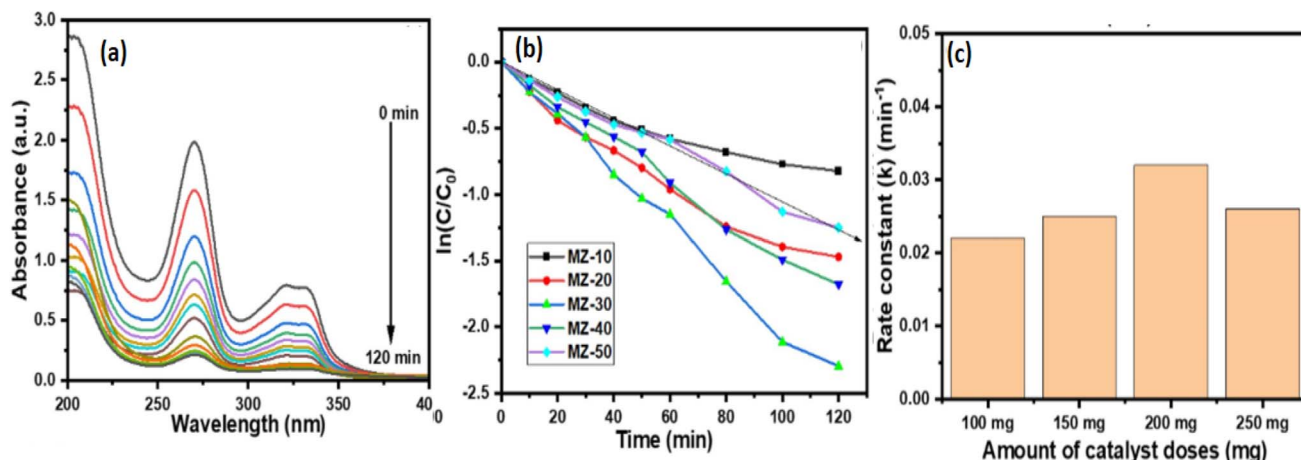 (a)
3.0
2.5
2.0
1.5
1.0
0.5
0.0
Absorbance (a.u.)
0 min
120 min
200 250 300 350 40
0
Wavelength (nm)
(b)
0.0
-0.5
-1.0
-1.5
-2.0
-2.5
ln(C/C₀)
MZ-10
MZ-20
MZ-30
MZ-40
MZ-50
0 20 40 60 80 100 120
Time (min)
(c)
0.05
0.04
0.03
0.02
0.01
0.00
Rate constant (k) (min⁻¹)
100 mg 150 mg 200 mg 250 mg
Amount of catalyst doses (mg)